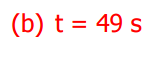 (b) t = 49 s